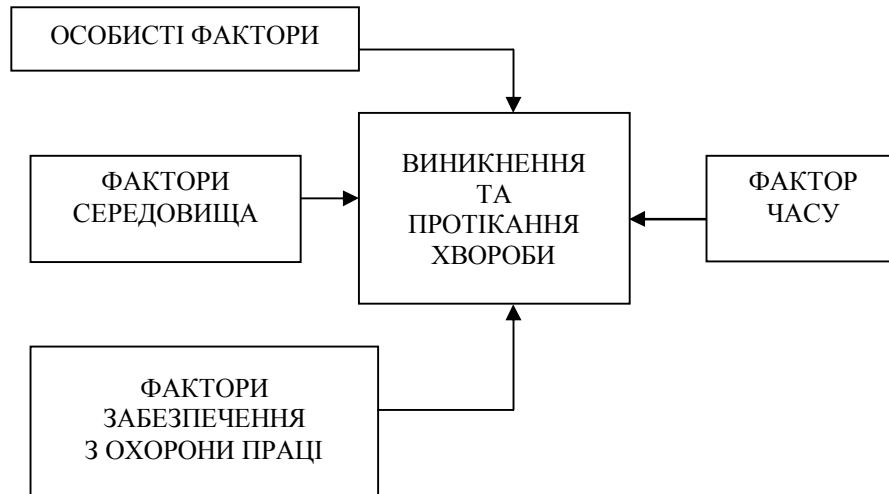 ОСОБИСТІ ФАКТОРИ
ФАКТОРИ
СЕРЕДОВИЩА
ВИНИКНЕННЯ
ТА
ПРОТІКАННЯ
ХВОРОБИ
ФАКТОР
ЧАСУ
ФАКТОРИ
ЗАБЕЗПЕЧЕННЯ
З ОХОРОНИ ПРАЦІ